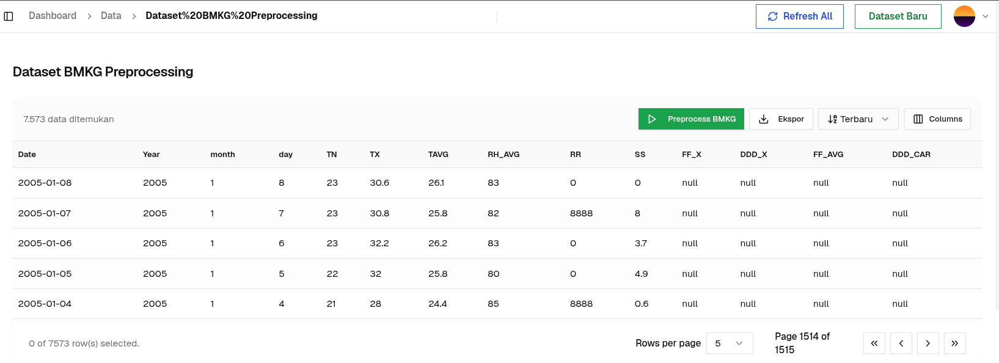 Dashboard > Data > Dataset%20BMKG%20Preprocessing Refresh All Dataset Baru
Dataset BMKG Preprocessing
7.573 data ditemukan Preprocess BMKG Ekspor Terbaru Columns
Date Year month day TN TX TAVG RH_AVG RR SS FF_X DDD_X FF_AVG DDD_CAR
2005-01-08 2005 1 8 23 30.6 26.1 83 0 0 null null null null
2005-01-07 2005 1 7 23 30.8 25.8 82 8888 8 null null null null
2005-01-06 2005 1 6 23 32.2 26.2 83 0 3.7 null null null null
2005-01-05 2005 1 5 22 32 25.8 80 0 4.9 null null null null
2005-01-04 2005 1 4 21 28 24.4 85 8888 0.6 null null null null
0 of 7573 row(s) selected. Rows per page 5 Page 1514 of
1515